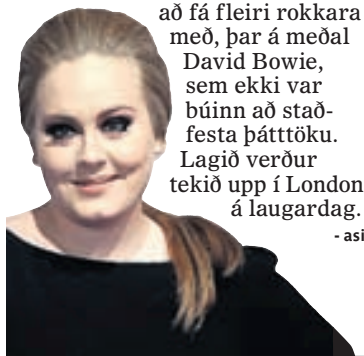 að fá fleiri rokkara
með, þar á meðal
David Bowie,
sem ekki var
búinn að stað-
festa þátttöku.
Lagið verður
tekið upp í London
á laugardag.
- asi